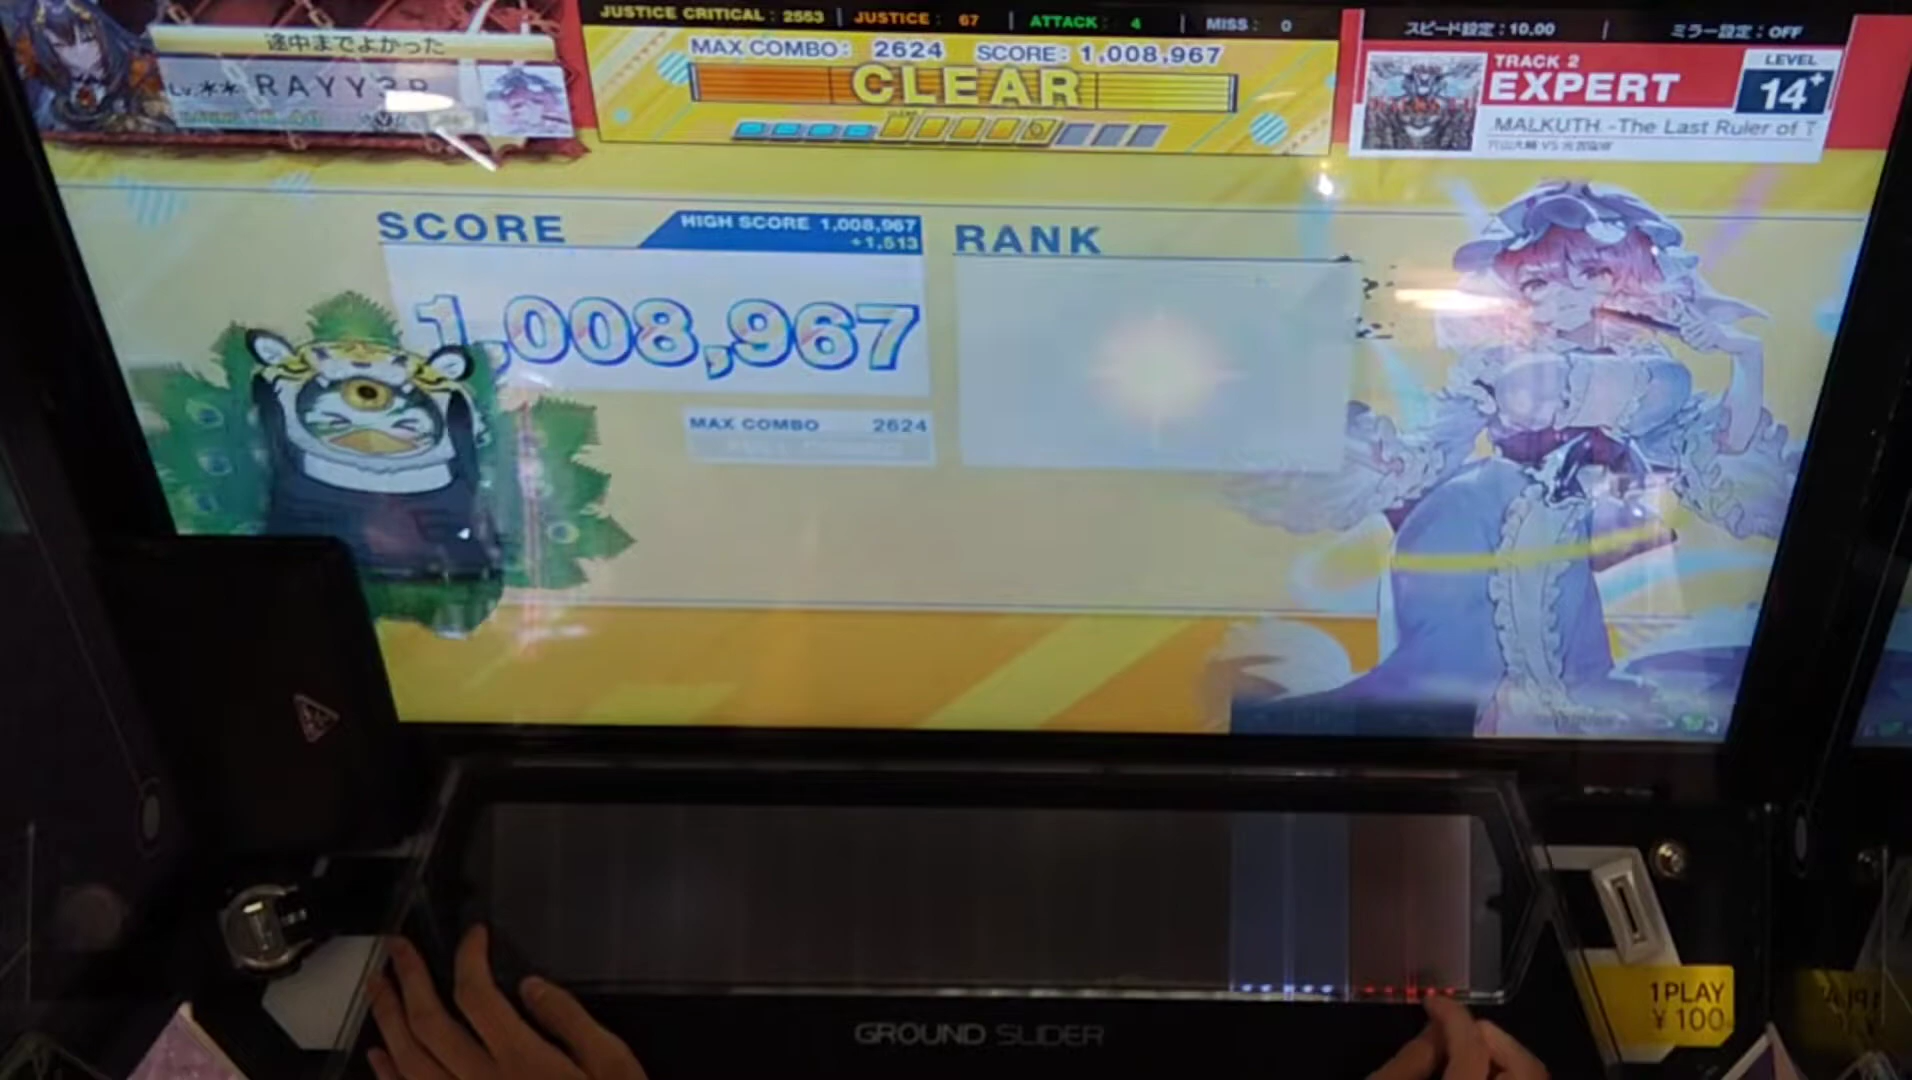 JUSTICE CRITICAL : 2553 | JUSTICE : 67 | ATTACK : 4 | MISS : 0
スピード設定：10.00 | ミラー設定：OFF
途中までよかった
MAX COMBO: 2624 SCORE: 1,008,967
CLEAR
TRACK 2
EXPERT
LEVEL
14+
MALKUTH -The Last Ruler of T
Lv.** RAYY
SCORE
HIGH SCORE 1,008,967
+1,513
RANK
1,008,967
MAX COMBO 2624
1PLAY
¥100
GROUND SLIDER